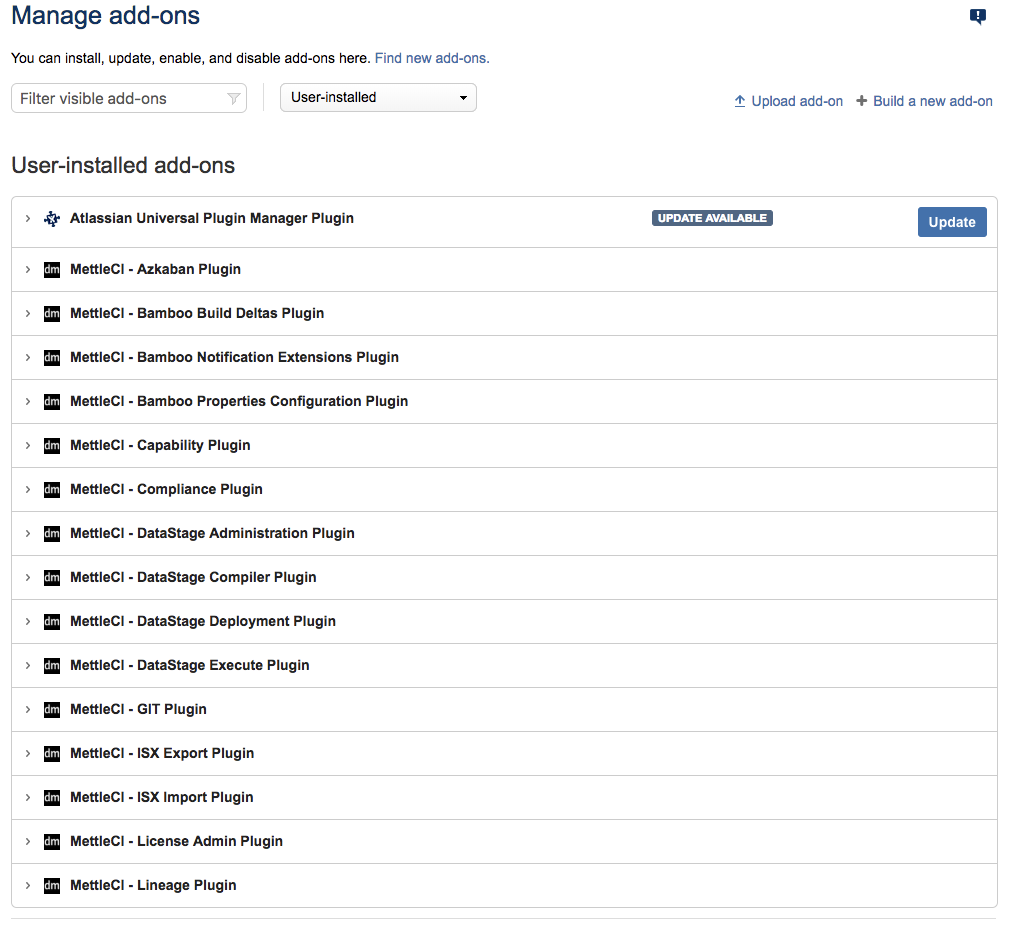 Manage add-ons
You can install, update, enable, and disable add-ons here. Find new add-ons.
Filter visible add-ons
User-installed
Upload add-on
Build a new add-on
User-installed add-ons
Atlassian Universal Plugin Manager Plugin
UPDATE AVAILABLE
Update
dm MettleCI - Azkaban Plugin
dm MettleCI - Bamboo Build Deltas Plugin
dm MettleCI - Bamboo Notification Extensions Plugin
dm MettleCI - Bamboo Properties Configuration Plugin
dm MettleCI - Capability Plugin
dm MettleCI - Compliance Plugin
dm MettleCI - DataStage Administration Plugin
dm MettleCI - DataStage Compiler Plugin
dm MettleCI - DataStage Deployment Plugin
dm MettleCI - DataStage Execute Plugin
dm MettleCI - GIT Plugin
dm MettleCI - ISX Export Plugin
dm MettleCI - ISX Import Plugin
dm MettleCI - License Admin Plugin
dm MettleCI - Lineage Plugin